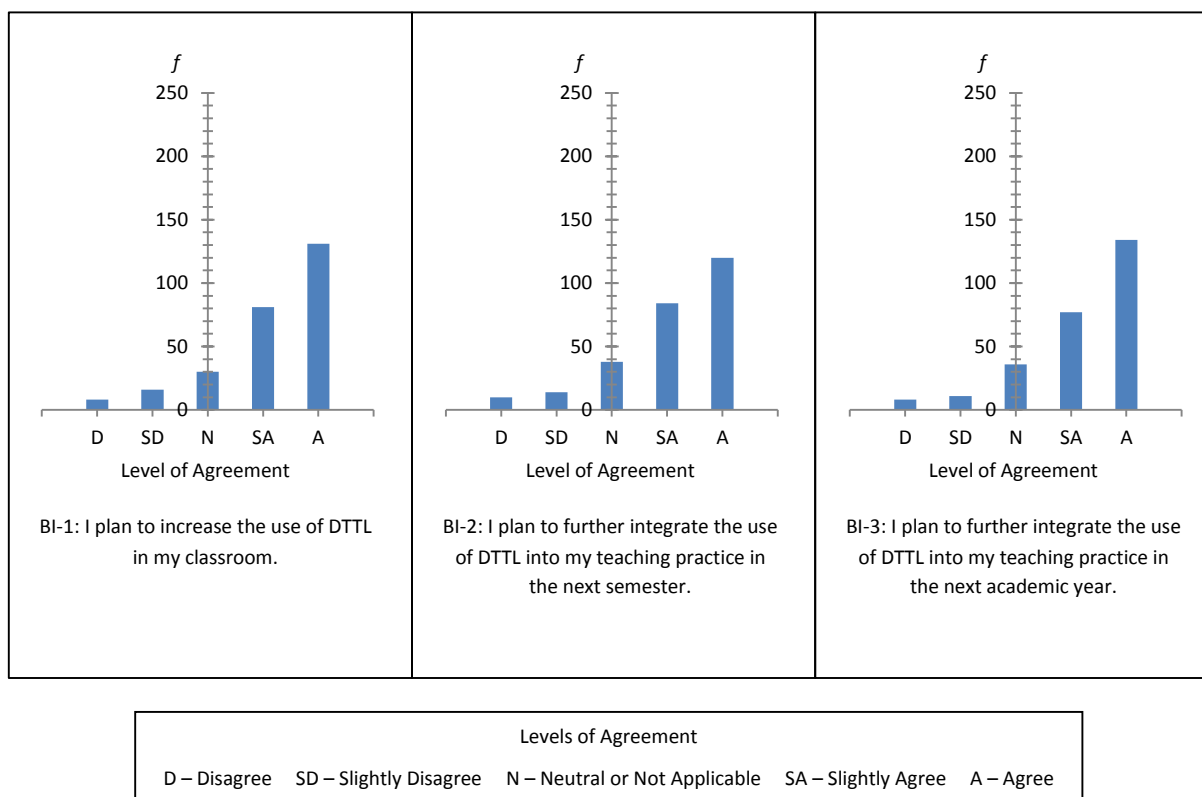 f
250
200
150
100
50
0
D SD N SA A
Level of Agreement
BI-1: I plan to increase the use of DTTL
in my classroom.
f
250
200
150
100
50
0
D SD N SA A
Level of Agreement
BI-2: I plan to further integrate the use
of DTTL into my teaching practice in
the next semester.
f
250
200
150
100
50
0
D SD N SA A
Level of Agreement
BI-3: I plan to further integrate the use
of DTTL into my teaching practice in
the next academic year.
Levels of Agreement
D – Disagree SD – Slightly Disagree N – Neutral or Not Applicable SA – Slightly Agree A – Agree